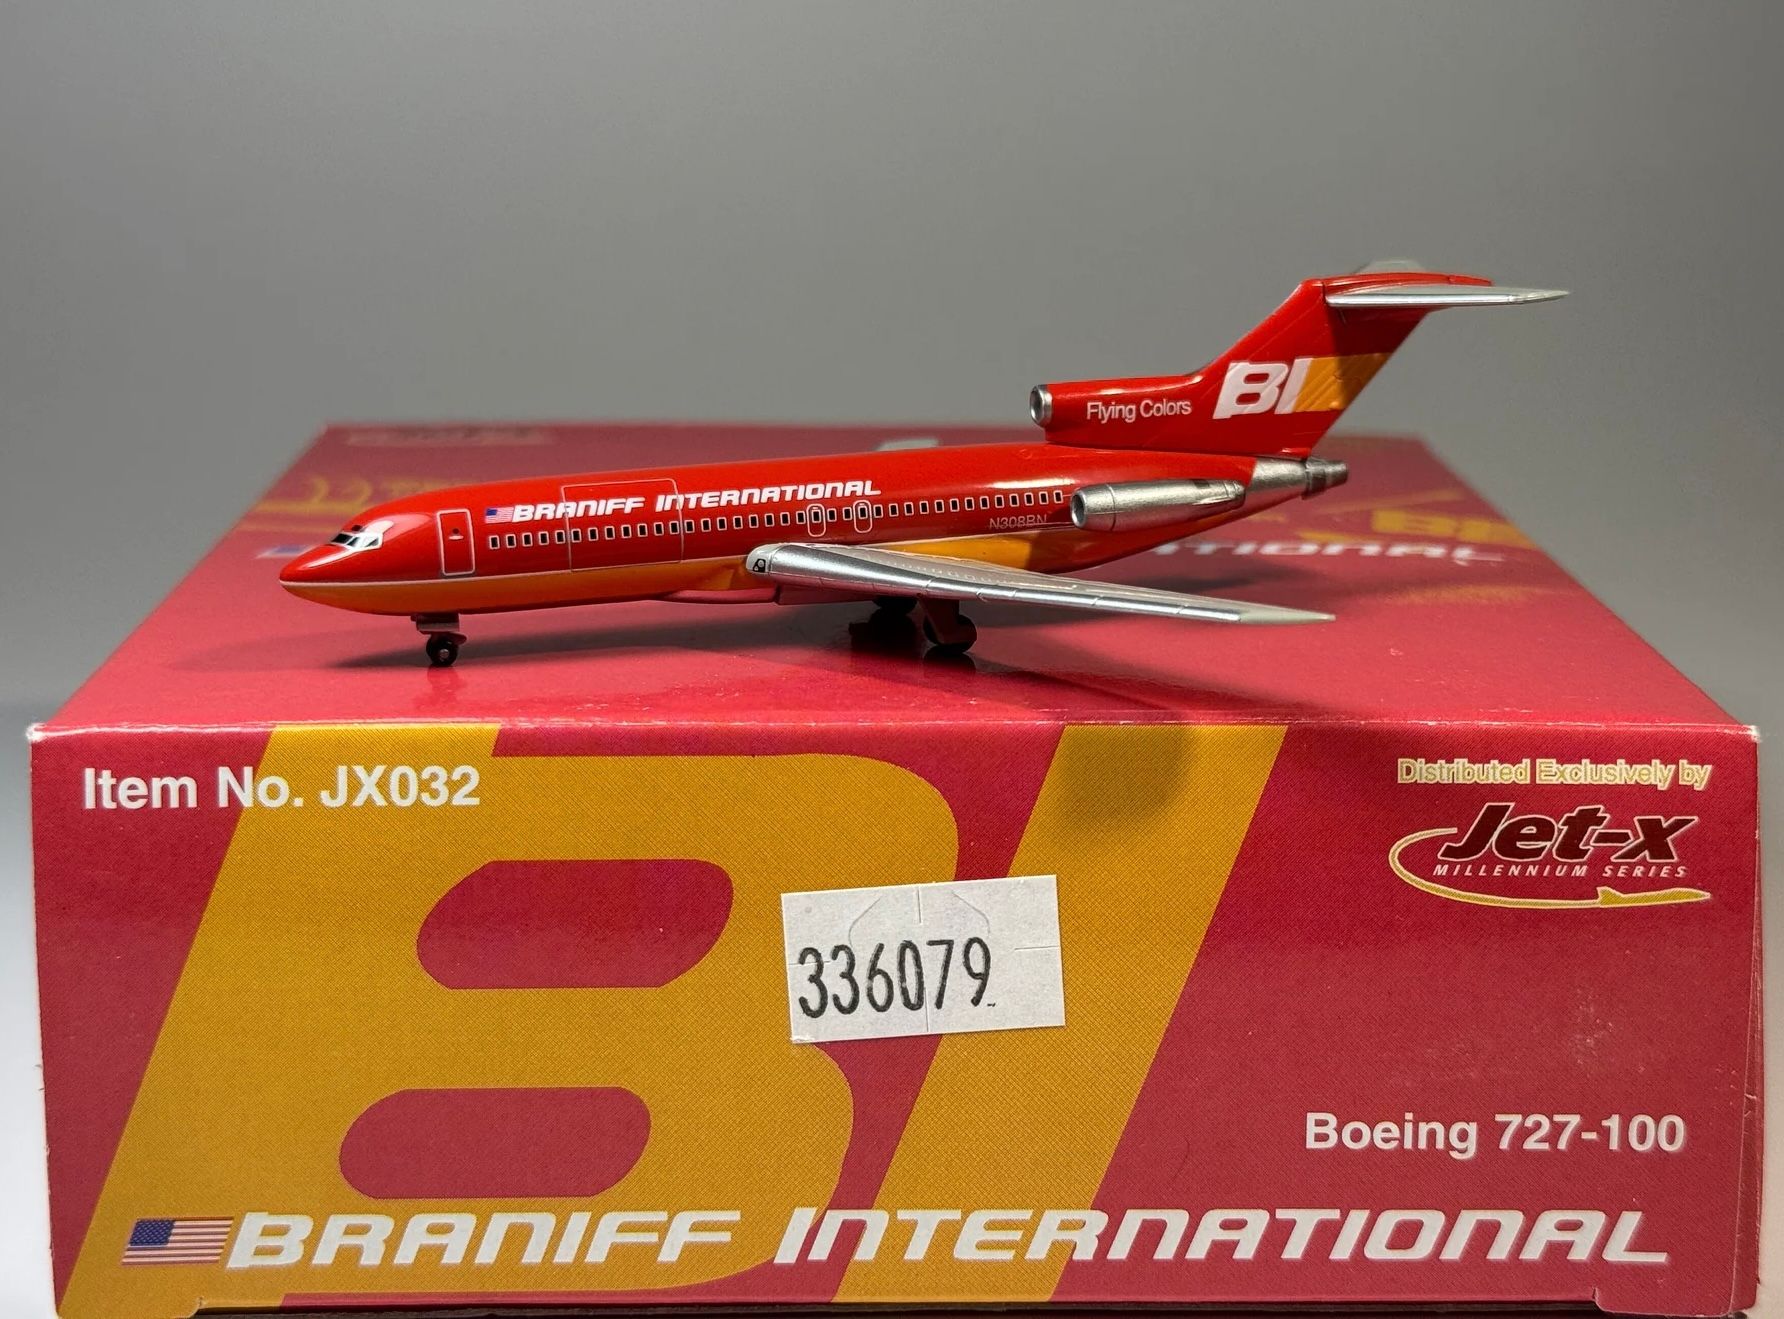 BI
Flying Colors
BRANIFF INTERNATIONAL
N308BN
Item No. JX032
Distributed Exclusively by
Jet-X
MILLENNIUM SERIES
336079
Boeing 727-100
BRANIFF INTERNATIONAL